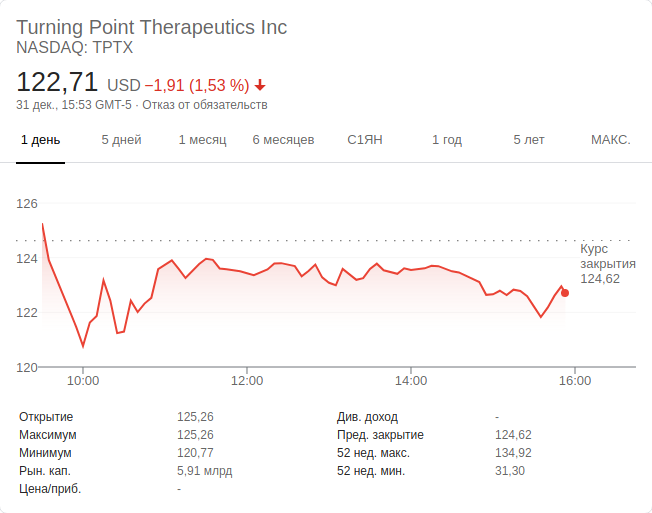 Turning Point Therapeutics Inc
NASDAQ: TPTX
122,71 USD −1,91 (1,53 %)
31 дек., 15:53 GMT-5 · Отказ от обязательств
1 день 5 дней 1 месяц 6 месяцев С1ЯН 1 год 5 лет МАКС.
126
124
122
120
Курс
закрытия
124,62
10:00 12:00 14:00 16:00
Открытие 125,26 Див. доход -
Максимум 125,26 Пред. закрытие 124,62
Минимум 120,77 52 нед. макс. 134,92
Рын. кап. 5,91 млрд 52 нед. мин. 31,30
Цена/приб. -